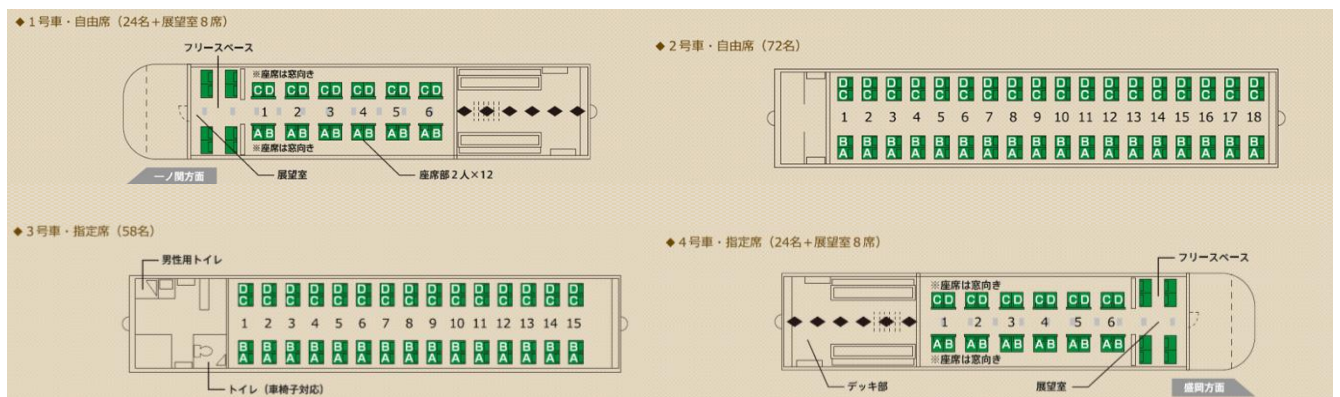 ◆1号車・自由席（24名＋展望室8席）
フリースペース
※座席は窓向き
CD CD CD CD CD CD
1 2 3 4 5 6
AB AB AB AB AB AB
※座席は窓向き
一ノ関方面
展望室
座席部2人×12
◆2号車・自由席（72名）
D D D D D D D D D D D D D D D D D D
C C C C C C C C C C C C C C C C C C
1 2 3 4 5 6 7 8 9 10 11 12 13 14 15 16 17 18
B B B B B B B B B B B B B B B B B B
A A A A A A A A A A A A A A A A A A
◆3号車・指定席（58名）
男性用トイレ
D D D D D D D D D D D D D D D
C C C C C C C C C C C C C C C
1 2 3 4 5 6 7 8 9 10 11 12 13 14 15
B B B B B B B B B B B B B B
A A A A A A A A A A A A A A
トイレ（車椅子対応）
◆4号車・指定席（24名＋展望室8席）
フリースペース
※座席は窓向き
CD CD CD CD CD CD
1 2 3 4 5 6
AB AB AB AB AB AB
※座席は窓向き
デッキ部
展望室
盛岡方面